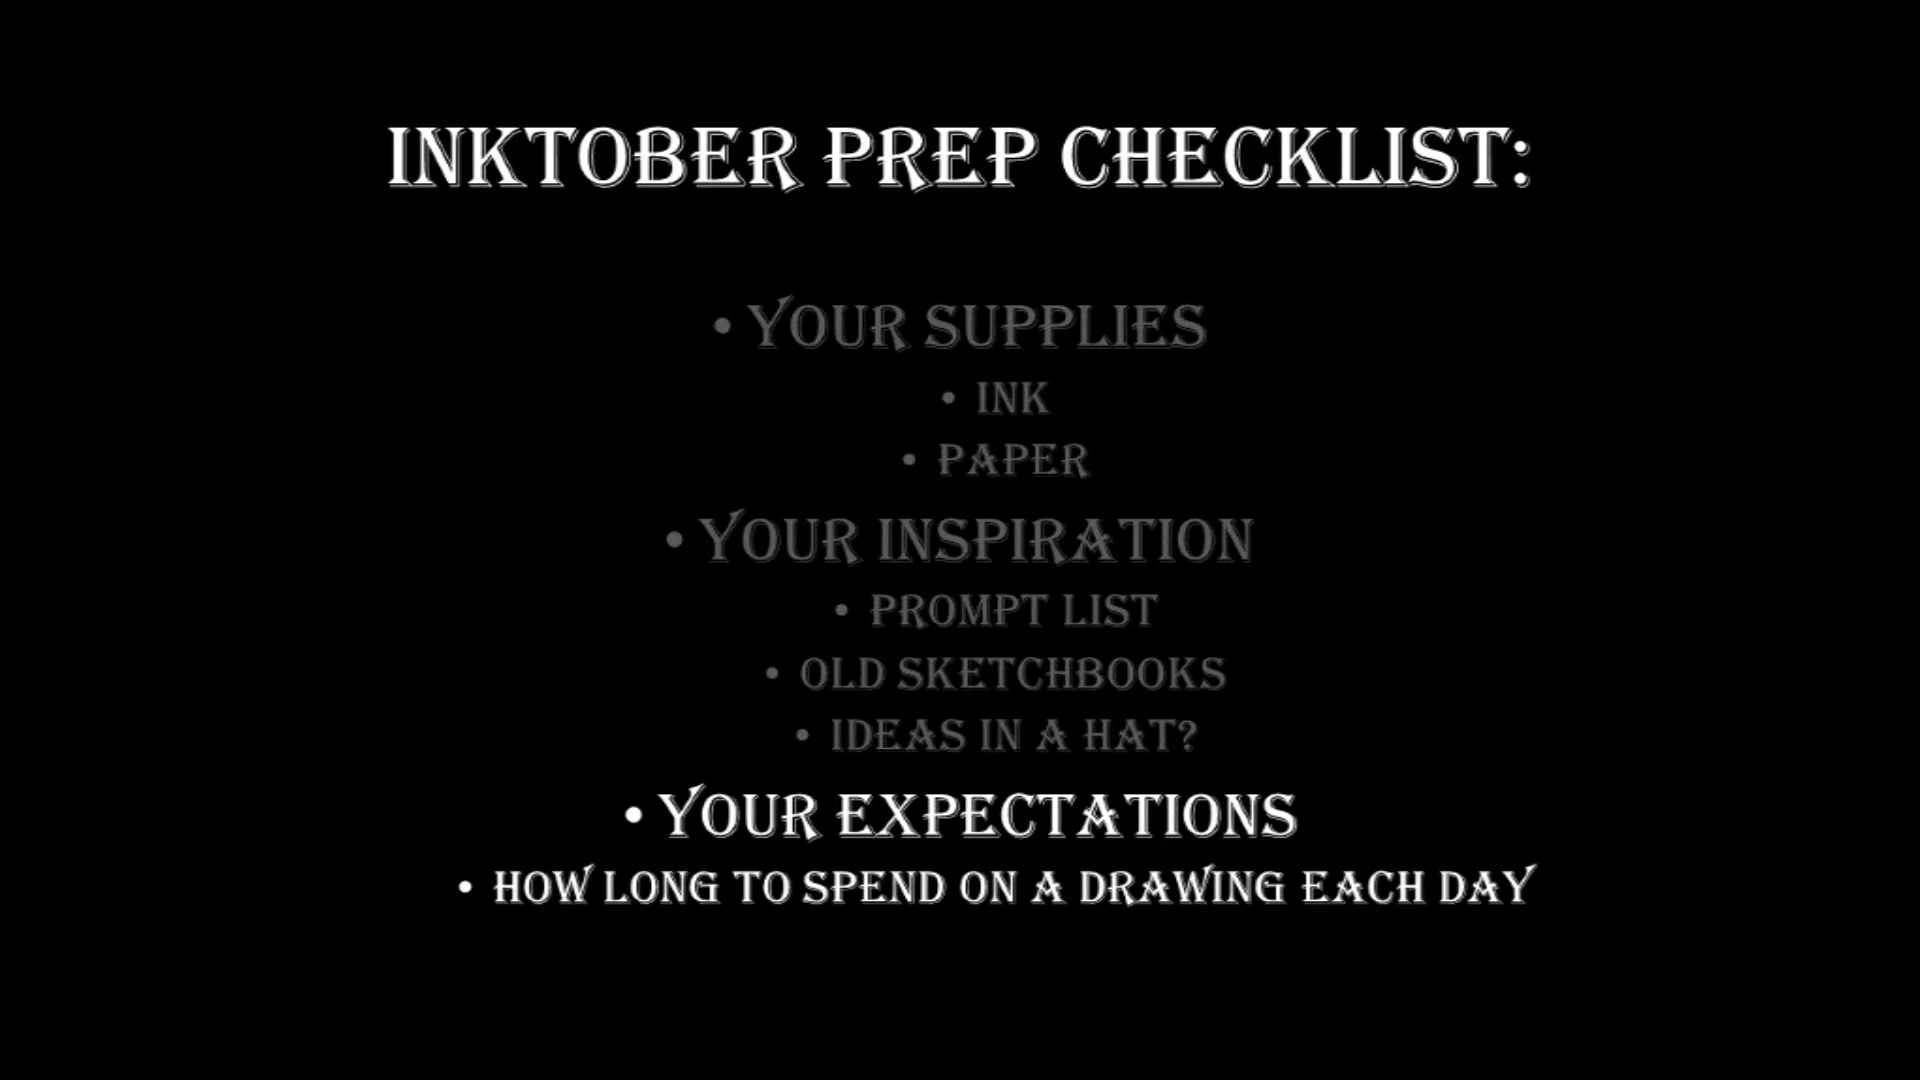 INKTOBER PREP CHECKLIST:
• YOUR SUPPLIES
• INK
• PAPER
• YOUR INSPIRATION
• PROMPT LIST
• OLD SKETCHBOOKS
• IDEAS IN A HAT?
• YOUR EXPECTATIONS
• HOW LONG TO SPEND ON A DRAWING EACH DAY